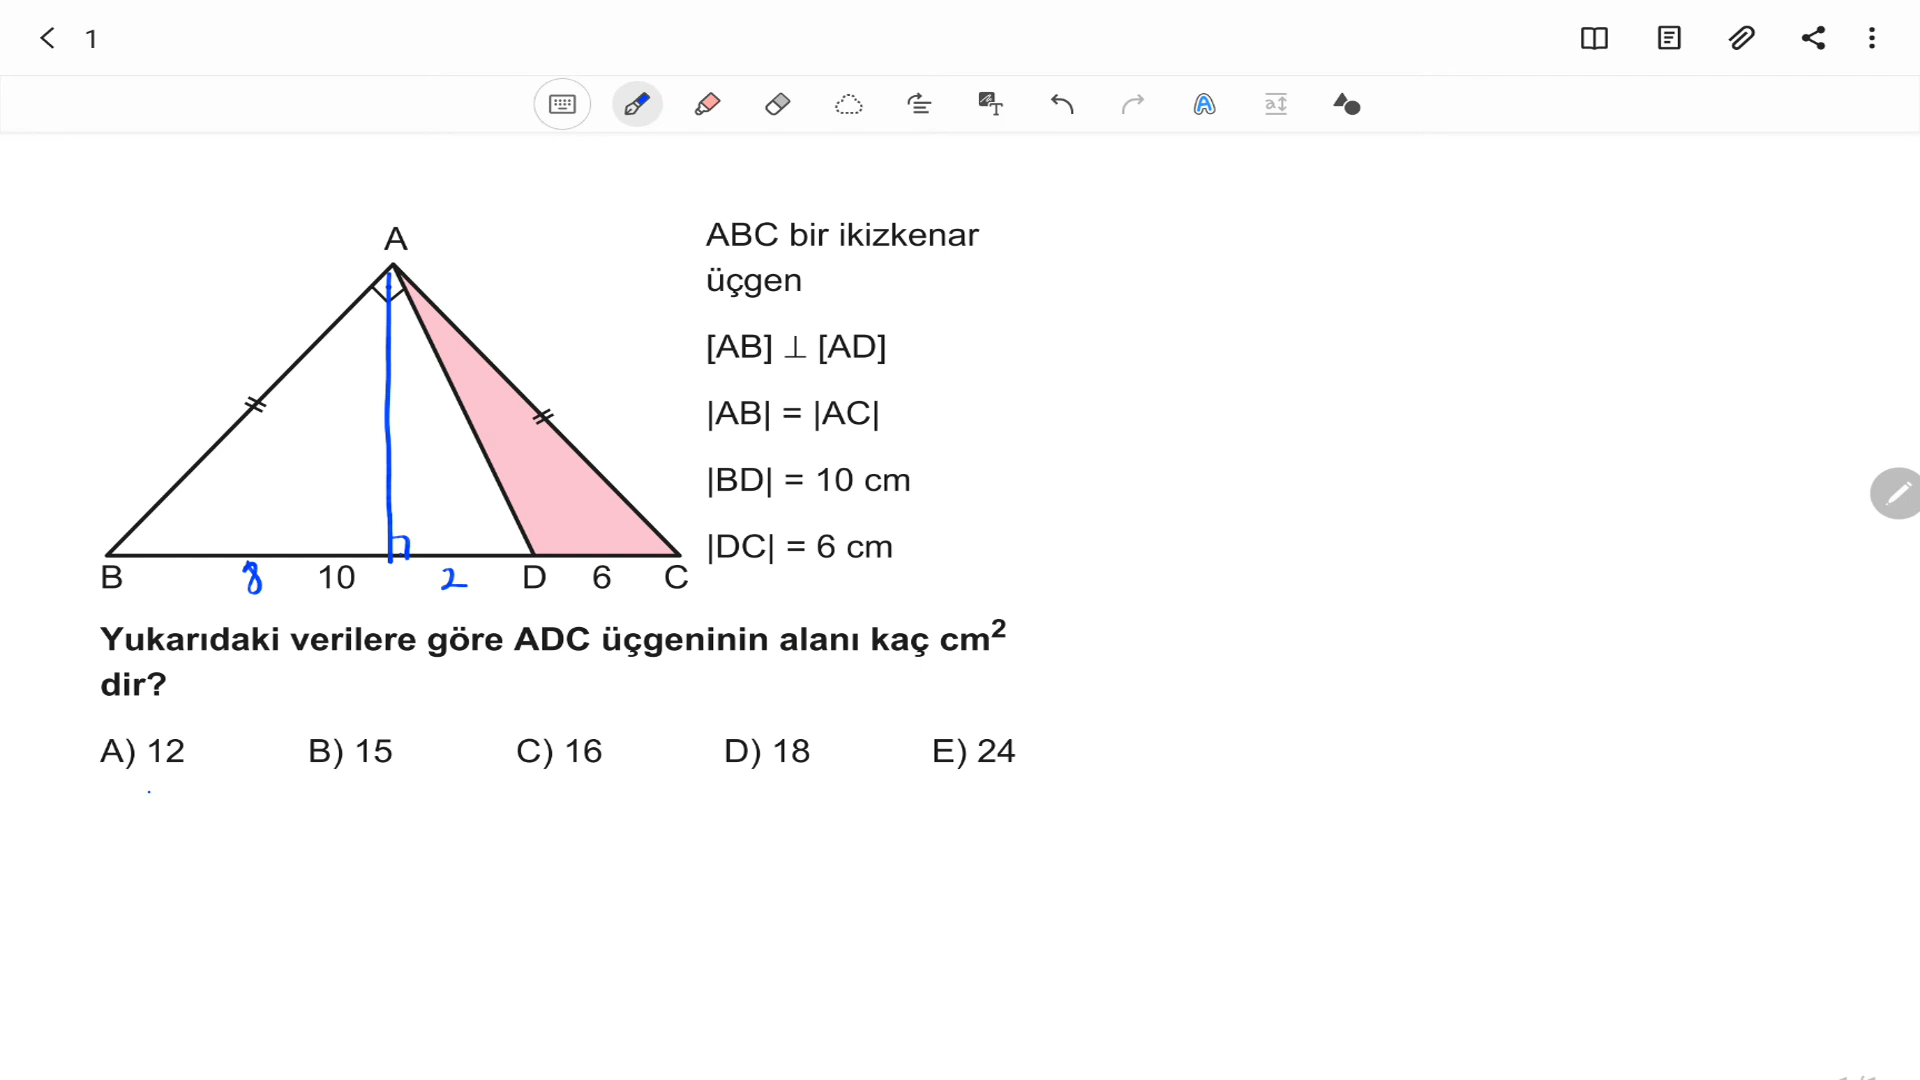 1
A
ABC bir ikizkenar
üçgen
[AB] ⊥ [AD]
|AB| = |AC|
|BD| = 10 cm
|DC| = 6 cm
B 8 10 2 D 6 C
Yukarıdaki verilere göre ADC üçgeninin alanı kaç cm²
dir?
A) 12 B) 15 C) 16 D) 18 E) 24